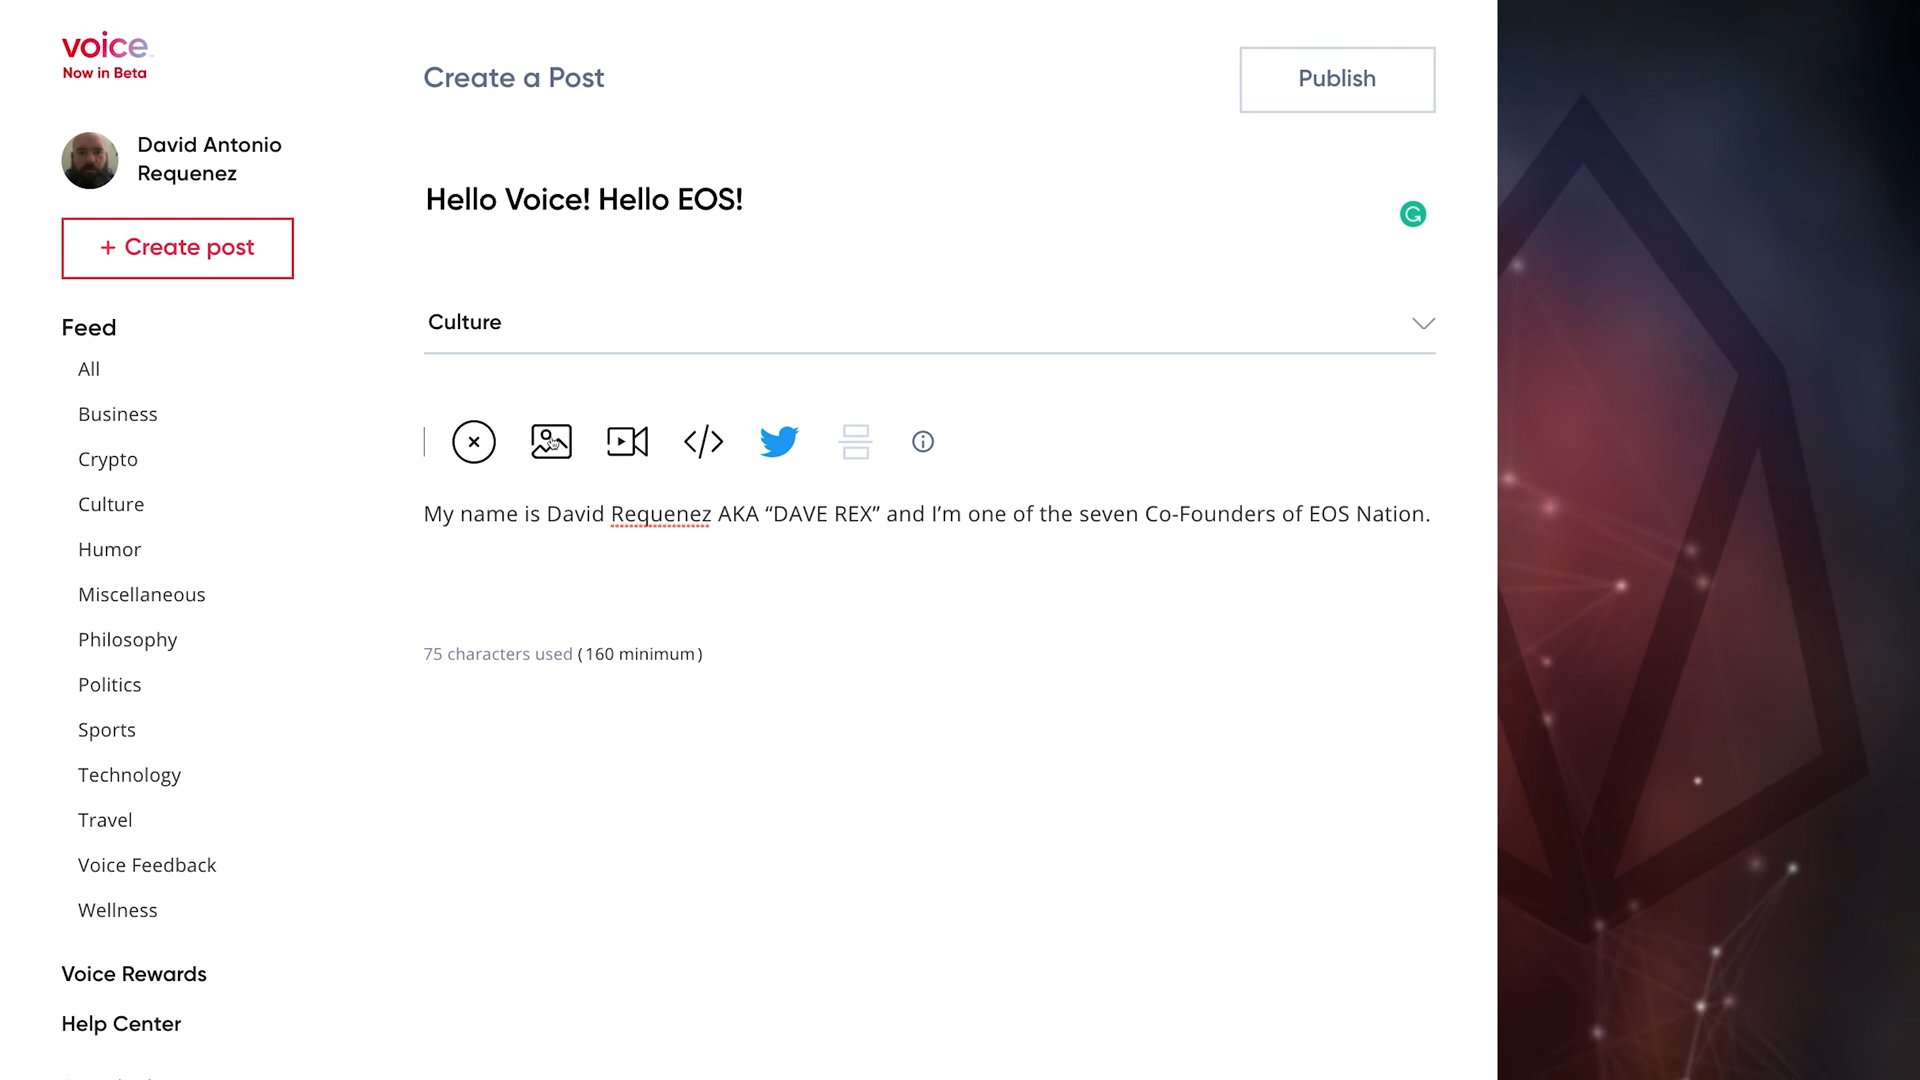 voice
Now in Beta
David Antonio
Requenez
+ Create post
Feed
All
Business
Crypto
Culture
Humor
Miscellaneous
Philosophy
Politics
Sports
Technology
Travel
Voice Feedback
Wellness
Voice Rewards
Help Center
Create a Post
Publish
Hello Voice! Hello EOS!
Culture
My name is David Requenez AKA “DAVE REX” and I’m one of the seven Co-Founders of EOS Nation.
75 characters used (160 minimum)